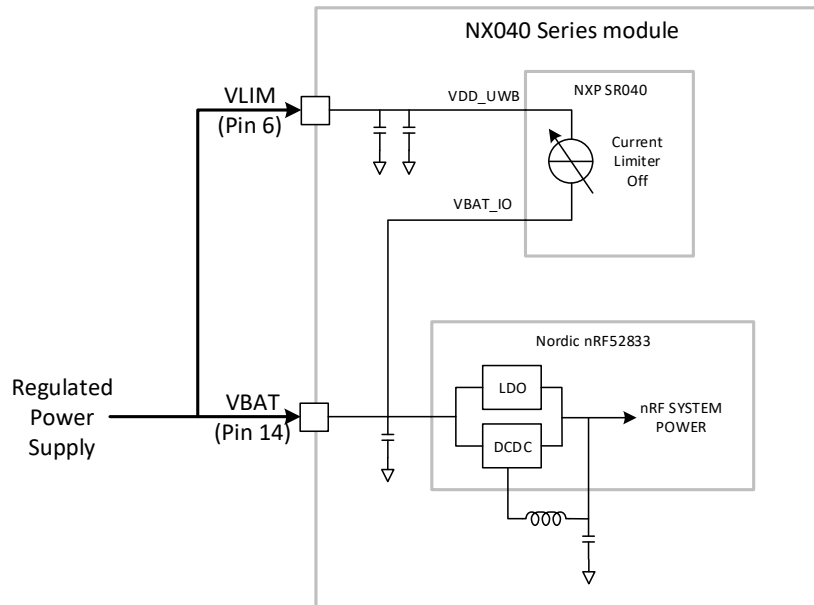 NX040 Series module
VLIM
(Pin 6)
VDD_UWB
NXP SR040
Current
Limiter
Off
VBAT_IO
Nordic nRF52833
Regulated
Power
Supply
VBAT
(Pin 14)
LDO
DCDC
nRF SYSTEM
POWER